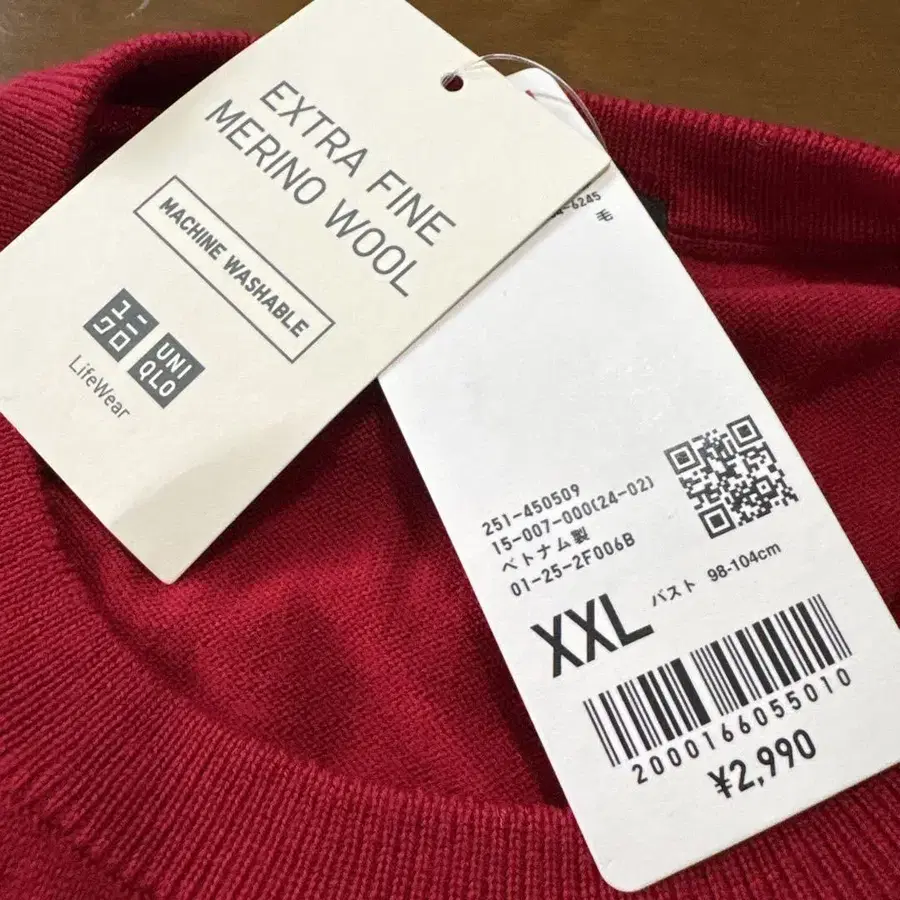 EXTRA FINE
MERINO WOOL
MACHINE WASHABLE
ユニ
クロ
UNI
QLO
LifeWear
-6245
毛
251-450509
15-007-000(24-02)
ベトナム製
01-25-2F006B
XXL バスト 98-104cm
2000166055010
¥2,990